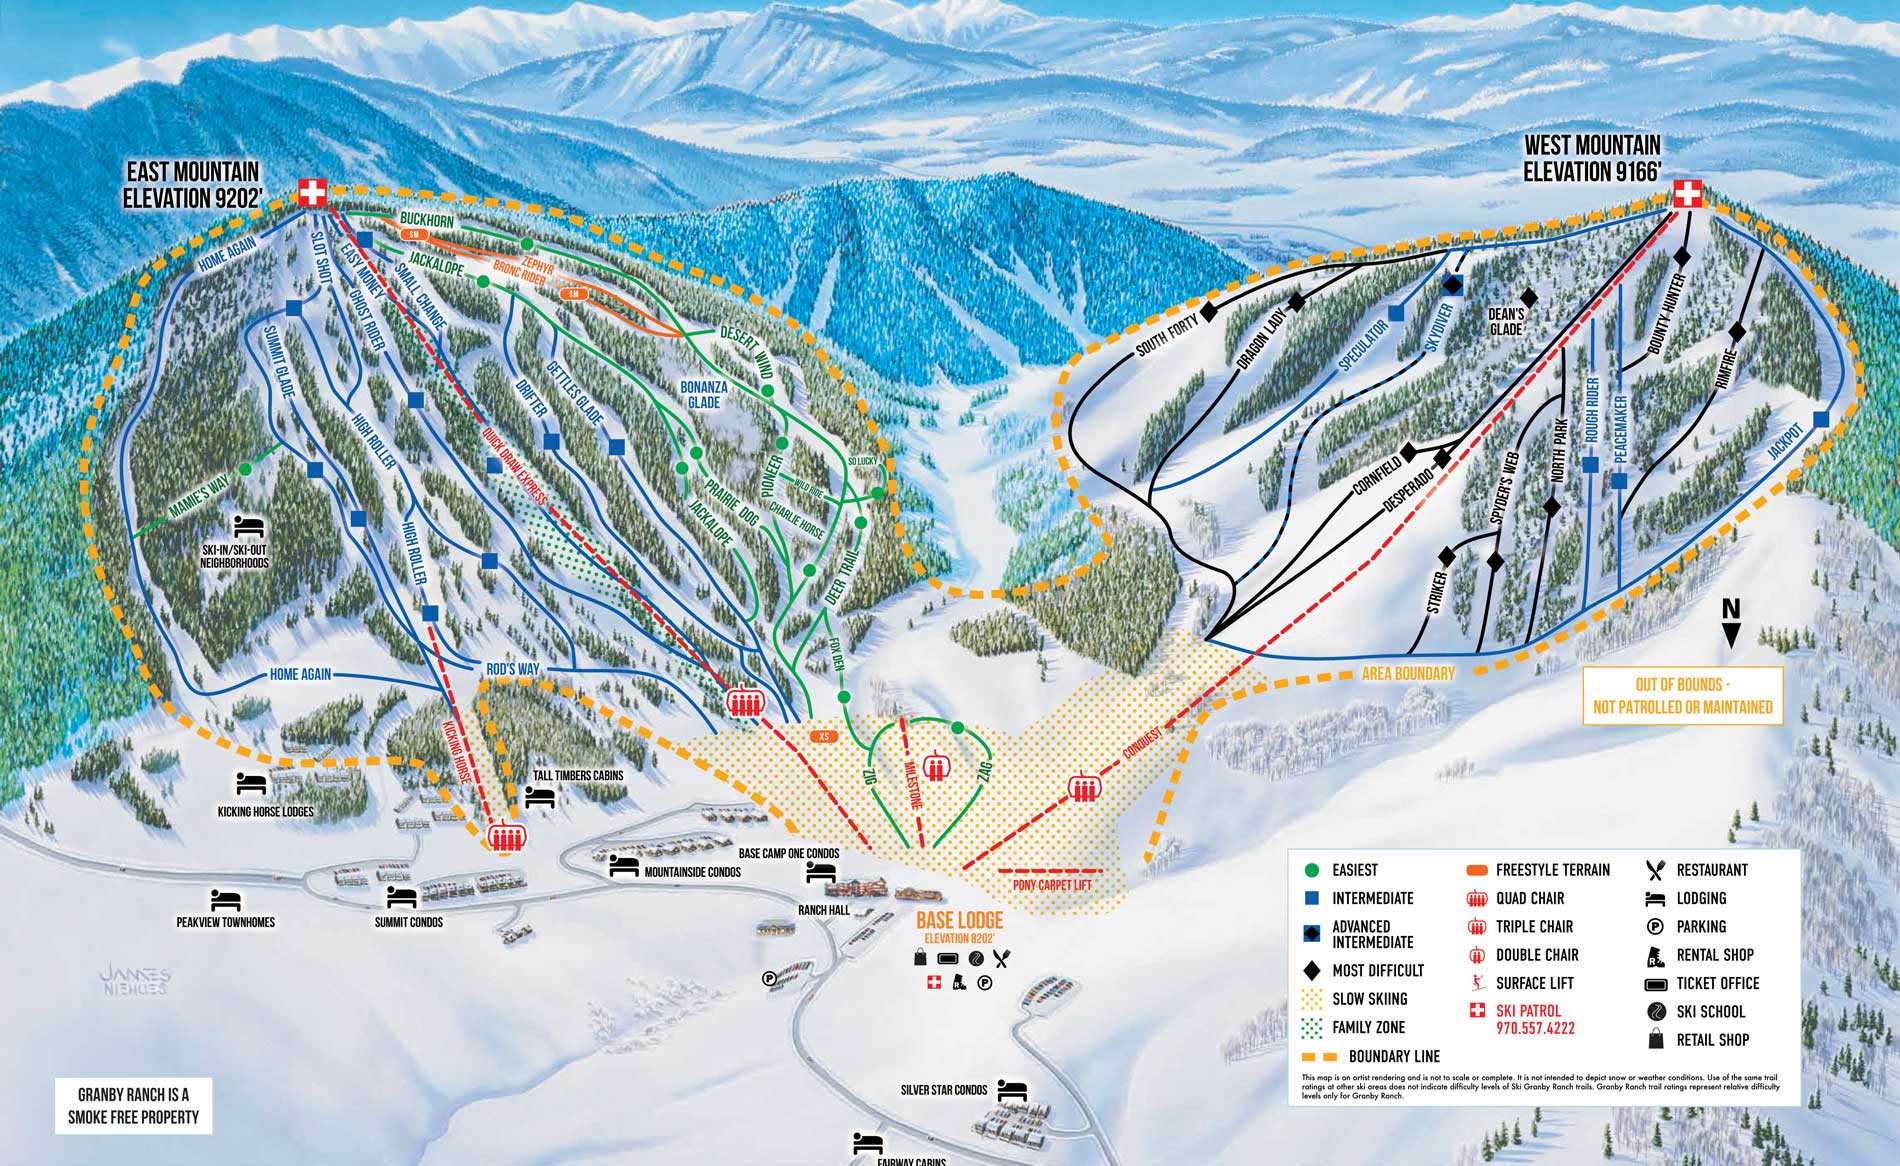 EAST MOUNTAIN
ELEVATION 9202'
WEST MOUNTAIN
ELEVATION 9166'
BUCKHORN
SM
HOME AGAIN
SLOT SHOT
EASY MONEY
GHOST RIDER
SMALL CHANGE
JACKALOPE
ZEPHYR
BRONC RIDER
SM
DESERT WIND
SUMMIT GLADE
DRIFTER
GETTLES GLADE
BONANZA
GLADE
HIGH ROLLER
QUICK DRAW EXPRESS
PIONEER
SO LUCKY
WILD RIDE
CHARLIE HORSE
PRAIRIE DOG
JACKALOPE
MAMIE'S WAY
SKI-IN/SKI-OUT
NEIGHBORHOODS
HIGH ROLLER
DEER TRAIL
FOX DEN
HOME AGAIN
ROD'S WAY
KICKING HORSE
XS
ZIG
MILESTONE
ZAG
SOUTH FORTY
DRAGON LADY
SPECULATOR
SKYDIVER
DEAN'S
GLADE
BOUNTY HUNTER
RIMFIRE
CORNFIELD
DESPERADO
SPYDER'S WEB
NORTH PARK
ROUGH RIDER
PEACEMAKER
JACKPOT
STRIKER
N
AREA BOUNDARY
OUT OF BOUNDS -
NOT PATROLLED OR MAINTAINED
CONQUEST
PONY CARPET LIFT
KICKING HORSE LODGES
TALL TIMBERS CABINS
MOUNTAINSIDE CONDOS
BASE CAMP ONE CONDOS
PEAKVIEW TOWNHOMES
SUMMIT CONDOS
RANCH HALL
BASE LODGE
ELEVATION 8202'
R
P
P
JAMES
NIEHUES
SILVER STAR CONDOS
FAIRWAY CABINS
GRANBY RANCH IS A
SMOKE FREE PROPERTY
EASIEST
INTERMEDIATE
ADVANCED
INTERMEDIATE
MOST DIFFICULT
SLOW SKIING
FAMILY ZONE
BOUNDARY LINE
FREESTYLE TERRAIN
QUAD CHAIR
TRIPLE CHAIR
DOUBLE CHAIR
SURFACE LIFT
SKI PATROL
970.557.4222
RESTAURANT
LODGING
P PARKING
R RENTAL SHOP
TICKET OFFICE
SKI SCHOOL
RETAIL SHOP
This map is an artist rendering and is not to scale or complete. It is not intended to depict snow or weather conditions. Use of the same trail
ratings at other ski areas does not indicate difficulty levels of Ski Granby Ranch trails. Granby Ranch trail ratings represent relative difficulty
levels only for Granby Ranch.